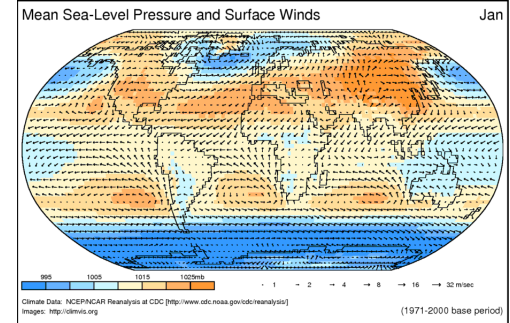 Mean Sea-Level Pressure and Surface Winds Jan
995 1005 1015 1025mb
1 2 4 8 16 32 m/sec
Climate Data: NCEP/NCAR Reanalysis at CDC [http://www.cdc.noaa.gov/cdc/reanalysis/]
Images: http://climvis.org (1971-2000 base period)